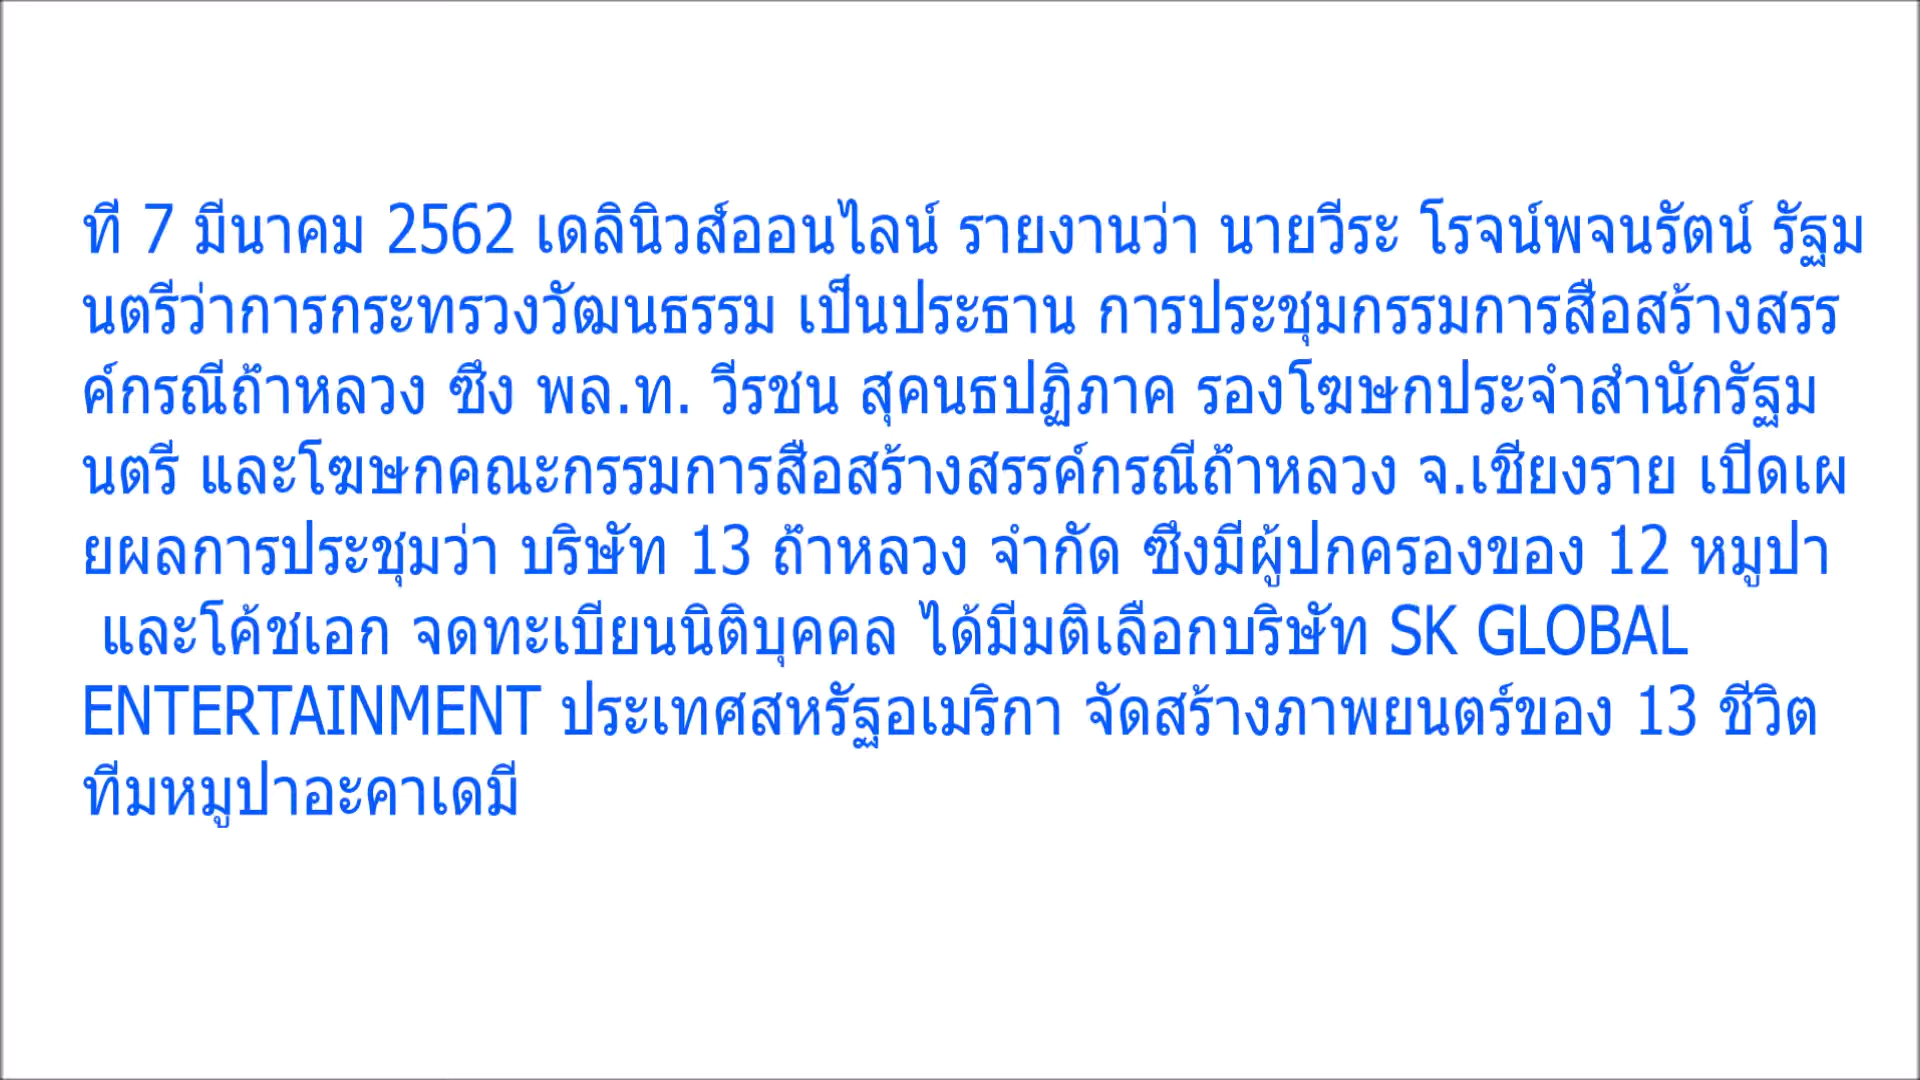 ที่ 7 มีนาคม 2562 เดลินิวส์ออนไลน์ รายงานว่า นายวีระ โรจน์พจนรัตน์ รัฐม
นตรีว่าการกระทรวงวัฒนธรรม เป็นประธาน การประชุมกรรมการสื่อสร้างสรร
ค์กรณีถ้ำหลวง ซึ่ง พล.ท. วีรชน สุคนธปฏิภาค รองโฆษกประจำสำนักรัฐม
นตรี และโฆษกคณะกรรมการสื่อสร้างสรรค์กรณีถ้ำหลวง จ.เชียงราย เปิดเผ
ยผลการประชุมว่า บริษัท 13 ถ้ำหลวง จำกัด ซึ่งมีผู้ปกครองของ 12 หมูป่า
และโค้ชเอก จดทะเบียนนิติบุคคล ได้มีมติเลือกบริษัท SK GLOBAL
ENTERTAINMENT ประเทศสหรัฐอเมริกา จัดสร้างภาพยนตร์ของ 13 ชีวิต
ทีมหมูป่าอะคาเดมี